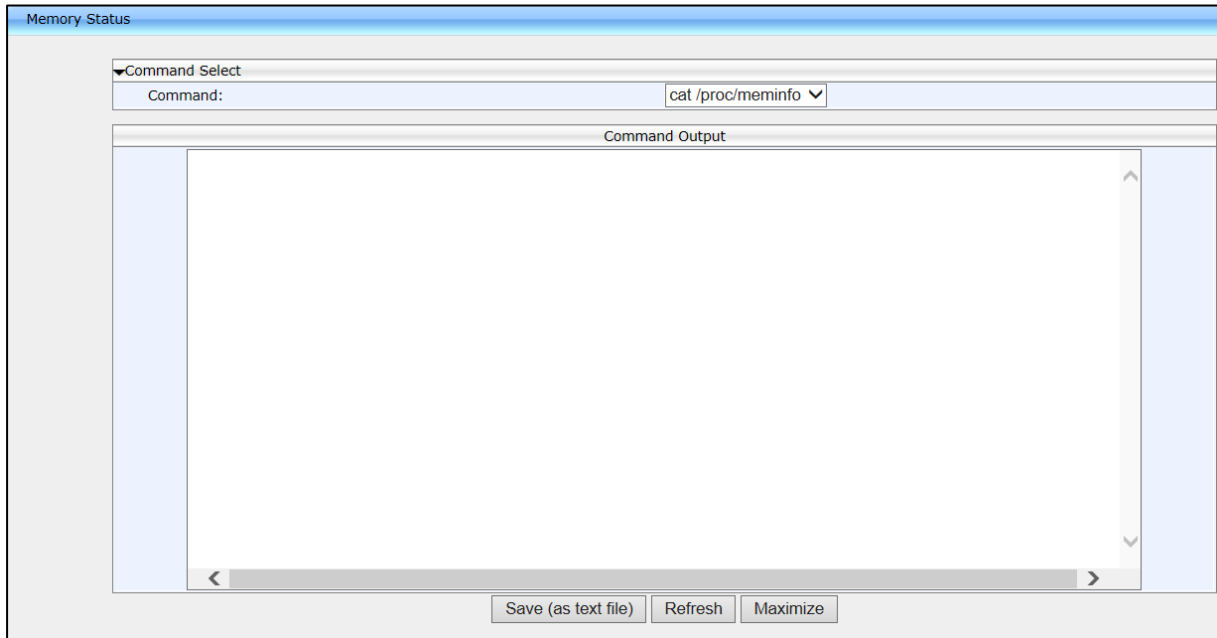 Memory Status
Command Select
Command: cat /proc/meminfo
Command Output
Save (as text file) Refresh Maximize